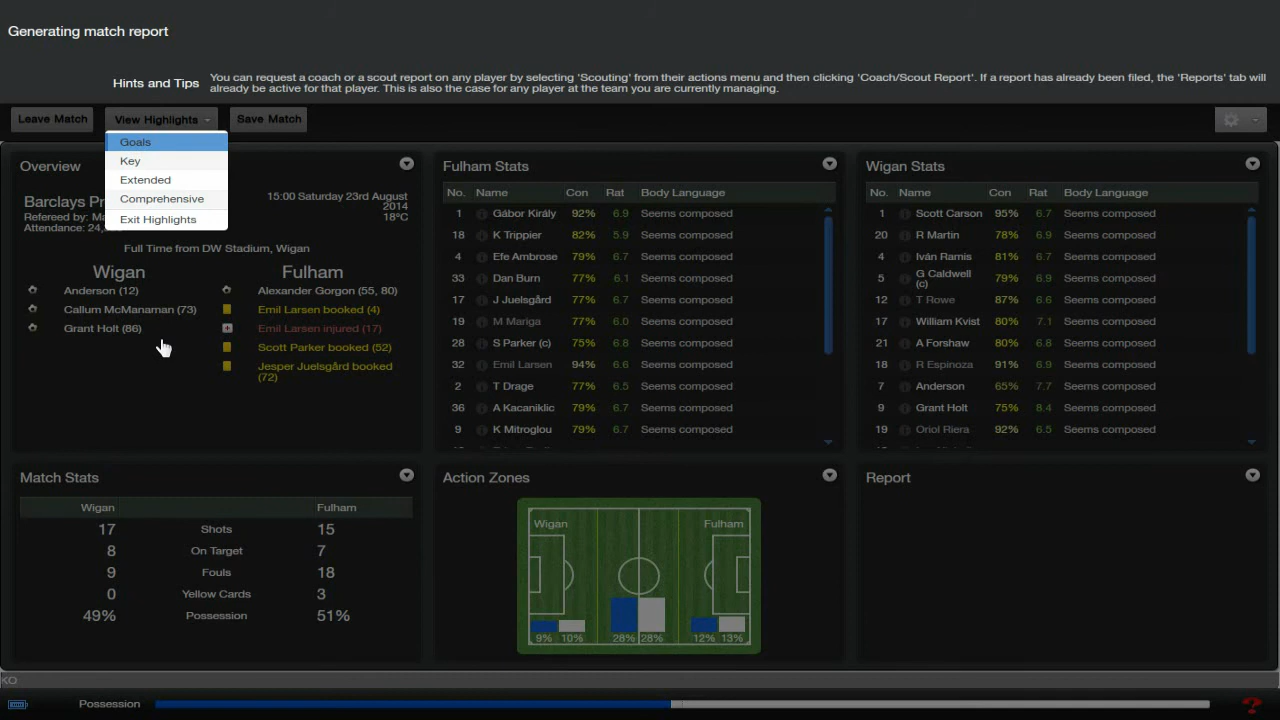 Generating match report
Hints and Tips
You can request a coach or a scout report on any player by selecting 'Scouting' from their actions menu and then clicking 'Coach/Scout Report'. If a report has already been filed, the 'Reports' tab will
already be active for that player. This is also the case for any player at the team you are currently managing.
Leave Match
View Highlights
Save Match
Goals
Key
Extended
Comprehensive
Exit Highlights
Overview
Barclays Pr
Refereed by: Ma
Attendance: 24,
15:00 Saturday 23rd August
2014
18°C
Full Time from DW Stadium, Wigan
Wigan
Fulham
Anderson (12)
Callum McManaman (73)
Grant Holt (86)
Alexander Gorgon (55, 80)
Emil Larsen booked (4)
Emil Larsen injured (17)
Scott Parker booked (52)
Jesper Juelsgård booked
(72)
Fulham Stats
No. Name Con Rat Body Language
1 Gábor Király 92% 6.9 Seems composed
18 K Trippier 82% 5.9 Seems composed
4 Efe Ambrose 79% 6.7 Seems composed
33 Dan Burn 77% 6.1 Seems composed
17 J Juelsgård 77% 6.7 Seems composed
19 M Mariga 77% 6.0 Seems composed
28 S Parker (c) 75% 6.8 Seems composed
32 Emil Larsen 94% 6.6 Seems composed
2 T Drage 77% 6.5 Seems composed
36 A Kacaniklic 79% 6.7 Seems composed
9 K Mitroglou 79% 6.7 Seems composed
Wigan Stats
No. Name Con Rat Body Language
1 Scott Carson 95% 6.7 Seems composed
20 R Martin 78% 6.9 Seems composed
4 Iván Ramis 81% 6.7 Seems composed
5 G Caldwell
(c) 79% 6.9 Seems composed
12 T Rowe 87% 6.6 Seems composed
17 William Kvist 80% 7.1 Seems composed
21 A Forshaw 80% 6.8 Seems composed
18 R Espinoza 91% 6.9 Seems composed
7 Anderson 65% 7.7 Seems composed
9 Grant Holt 75% 8.4 Seems composed
19 Oriol Riera 92% 6.5 Seems composed
Match Stats
Wigan Fulham
17 Shots 15
8 On Target 7
9 Fouls 18
0 Yellow Cards 3
49% Possession 51%
Action Zones
Wigan Fulham
9% 10% 28% 28% 12% 13%
Report
KO
Possession